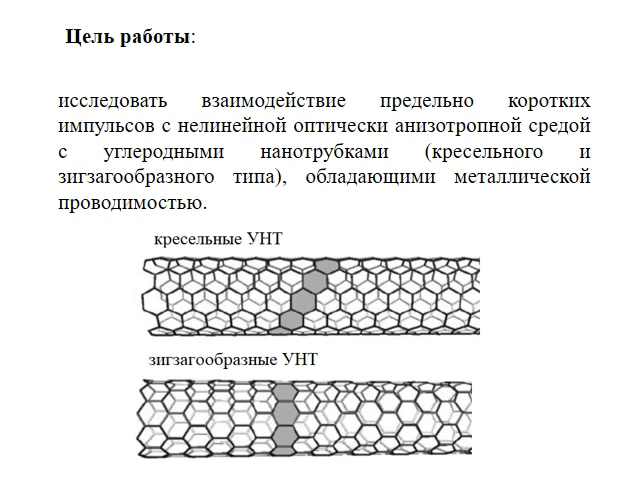 Цель работы:
исследовать взаимодействие предельно коротких
импульсов с нелинейной оптически анизотропной средой
с углеродными нанотрубками (кресельного и
зигзагообразного типа), обладающими металлической
проводимостью.
кресельные УНТ
зигзагообразные УНТ